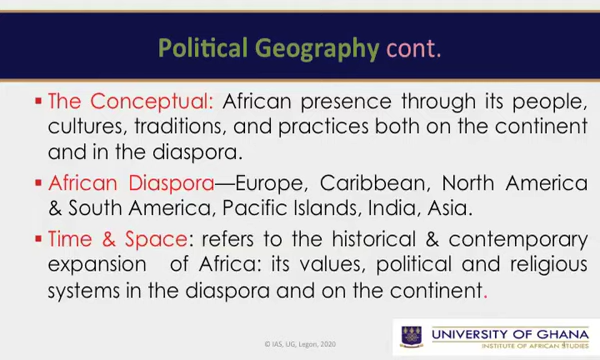 Political Geography cont.
▪ The Conceptual: African presence through its people,
cultures, traditions, and practices both on the continent
and in the diaspora.
▪ African Diaspora—Europe, Caribbean, North America
& South America, Pacific Islands, India, Asia.
▪ Time & Space: refers to the historical & contemporary
expansion of Africa: its values, political and religious
systems in the diaspora and on the continent.
© IAS, UG, Legon, 2020
UNIVERSITY OF GHANA
INSTITUTE OF AFRICAN STUDIES